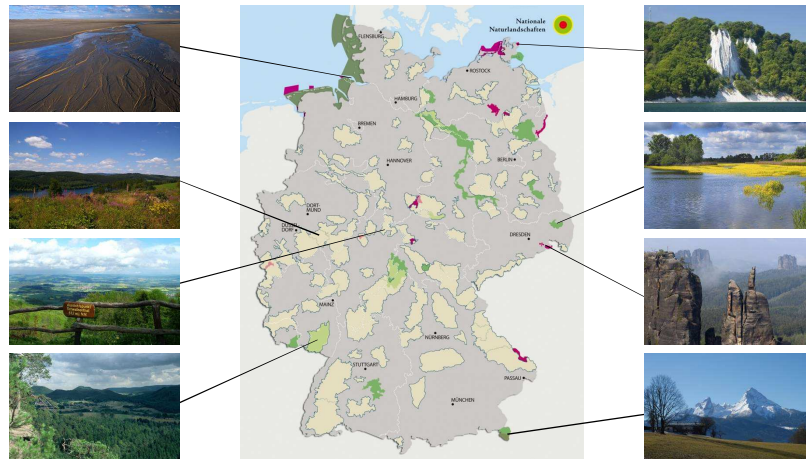 Nationale
Naturlandschaften
FLENSBURG
ROSTOCK
HAMBURG
BREMEN
BERLIN
HANNOVER
DORT-
MUND
DÜSSEL-
DORF
DRESDEN
MAINZ
NÜRNBERG
STUTTGART
PASSAU
MÜNCHEN